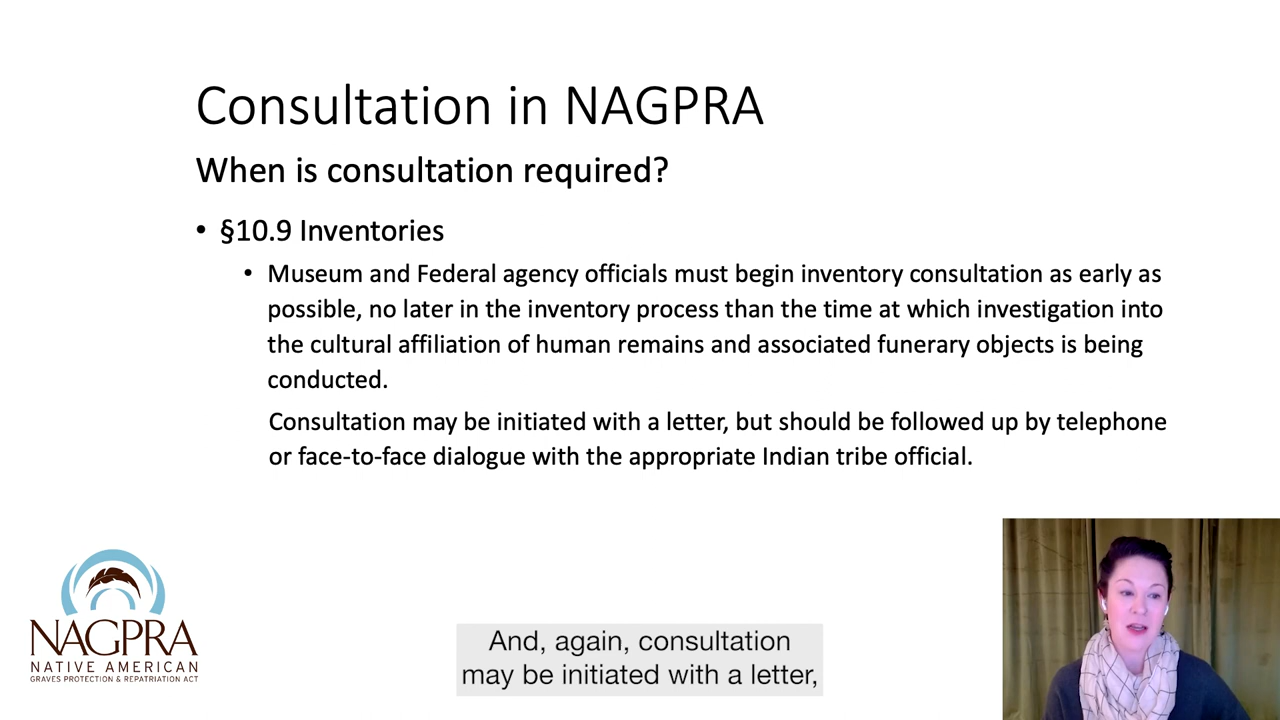 Consultation in NAGPRA
When is consultation required?
• §10.9 Inventories
• Museum and Federal agency officials must begin inventory consultation as early as
possible, no later in the inventory process than the time at which investigation into
the cultural affiliation of human remains and associated funerary objects is being
conducted.
Consultation may be initiated with a letter, but should be followed up by telephone
or face-to-face dialogue with the appropriate Indian tribe official.
NAGPRA
NATIVE AMERICAN
GRAVES PROTECTION & REPATRIATION ACT
And, again, consultation
may be initiated with a letter,